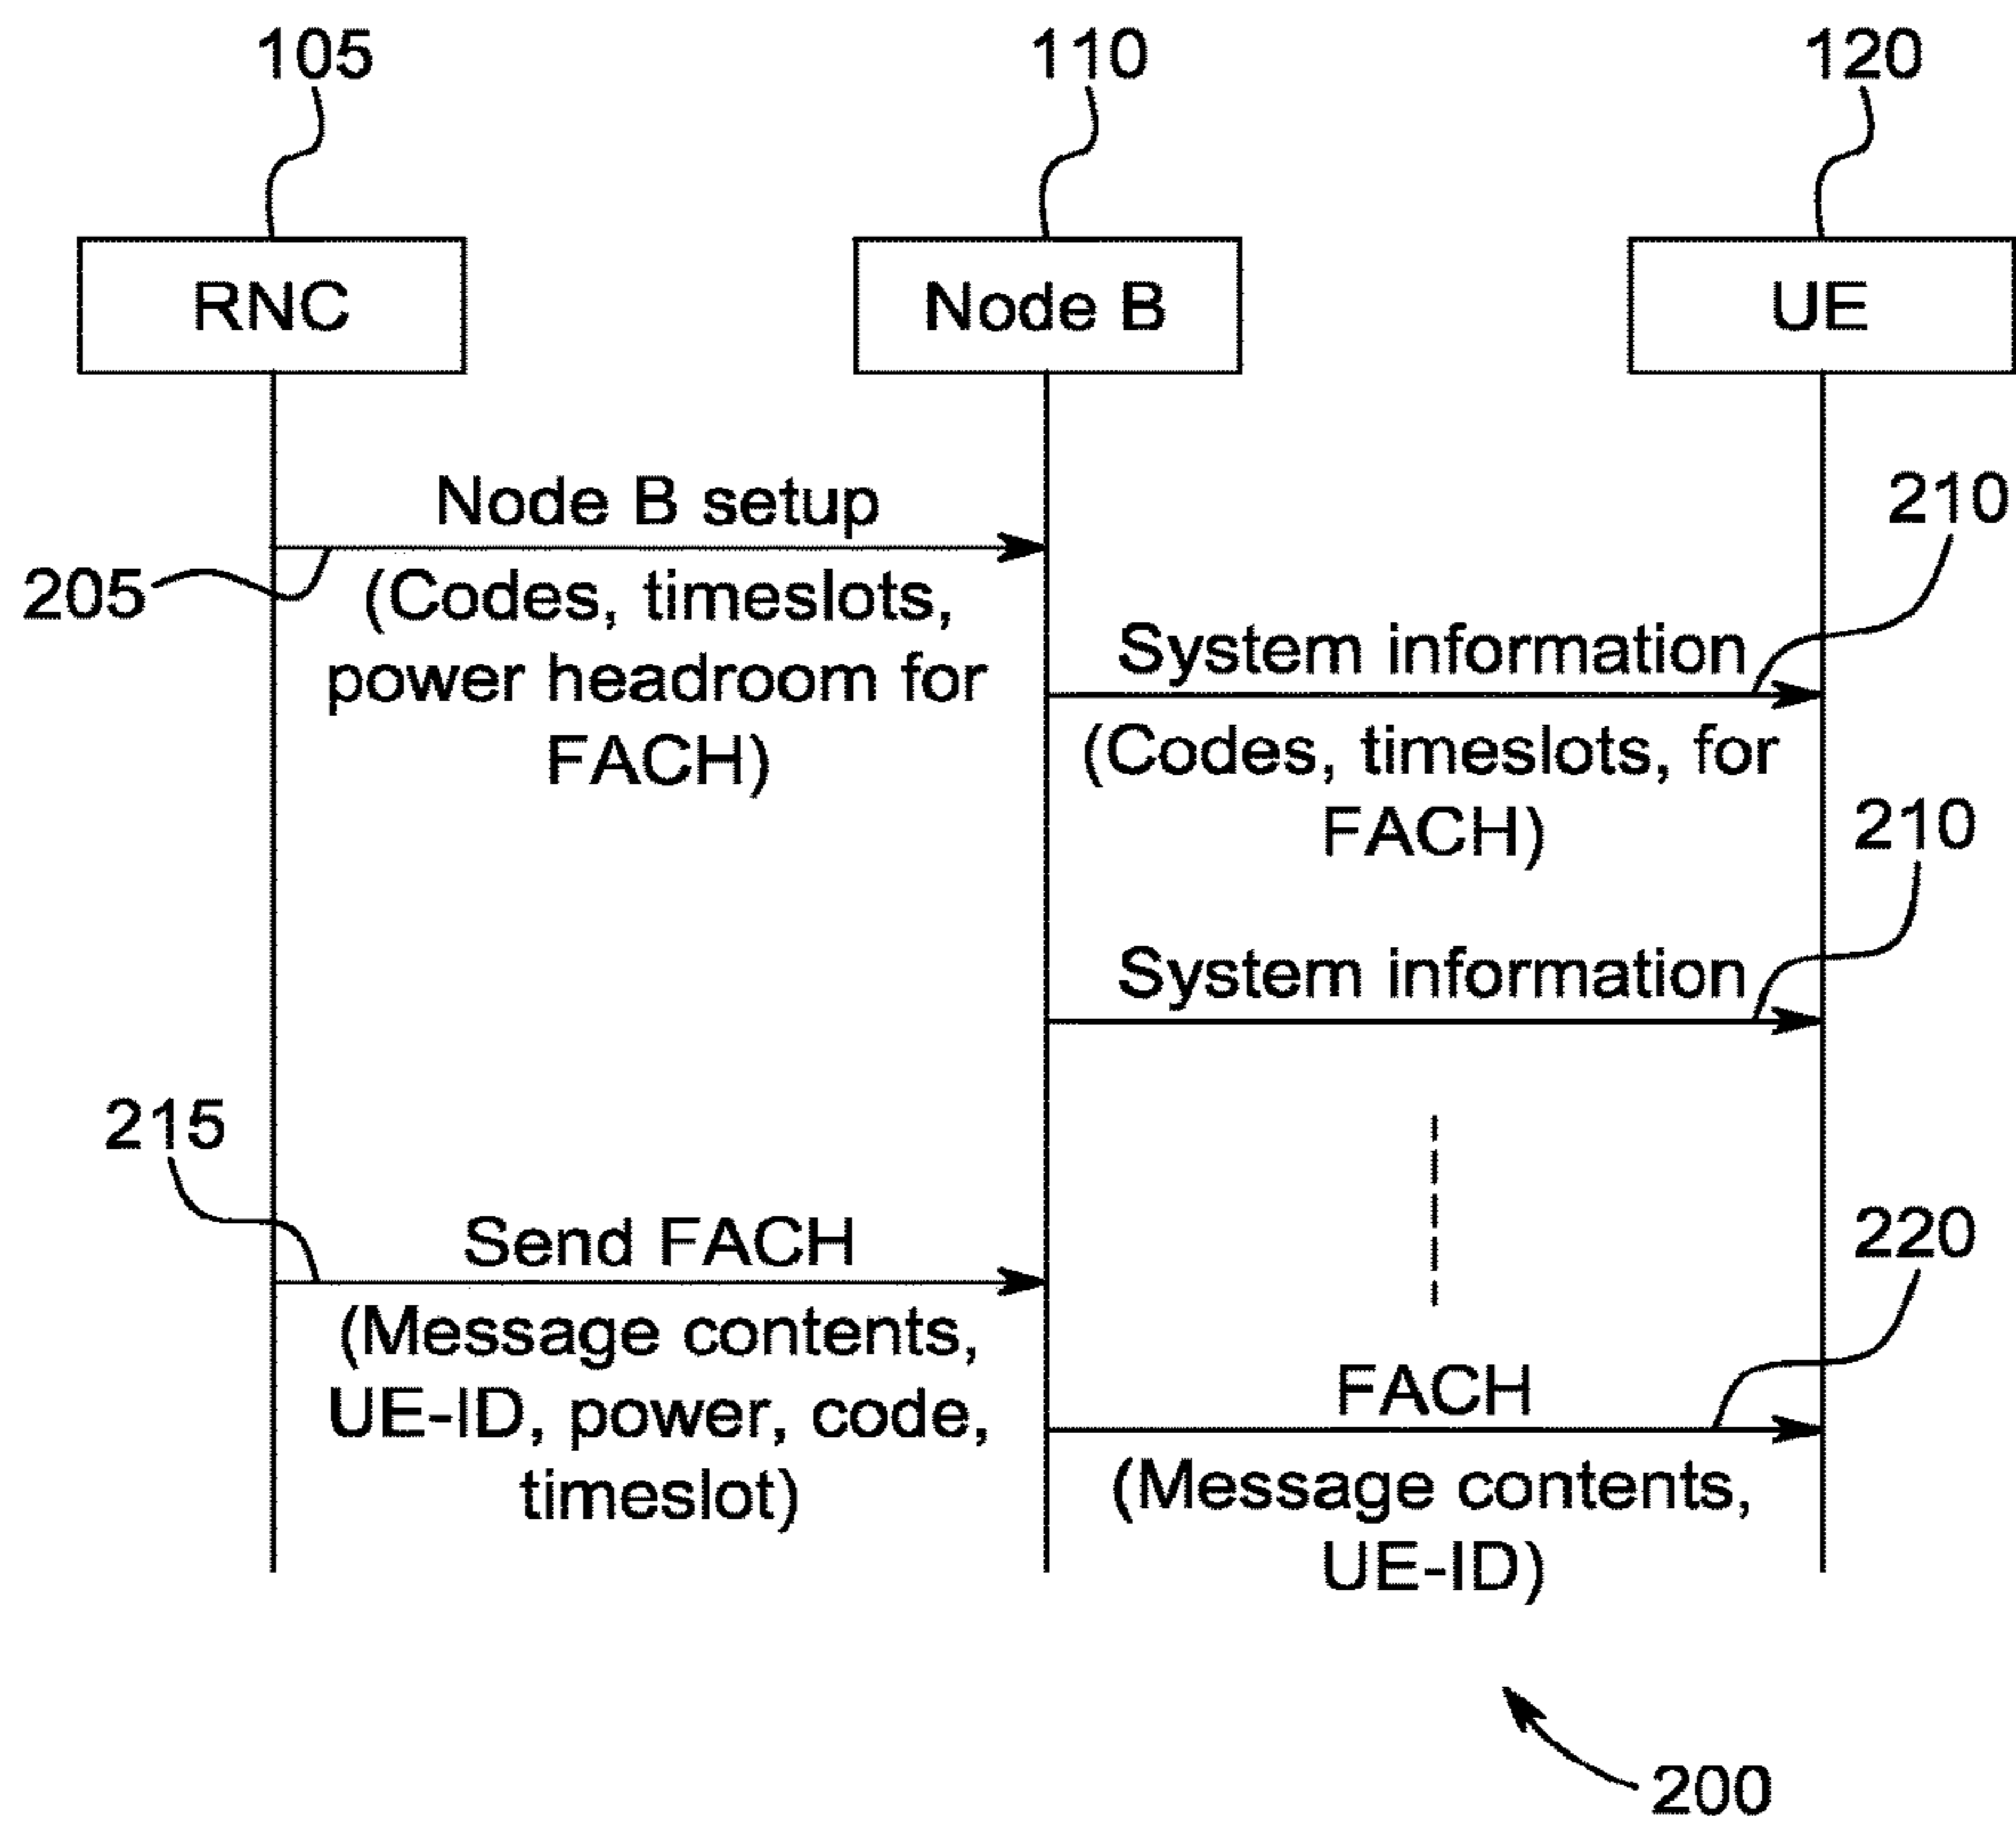 105
110
120
RNC
Node B
UE
Node B setup
210
205
(Codes, timeslots,
power headroom for
FACH)
System information
(Codes, timeslots, for
FACH)
210
System information
215
Send FACH
(Message contents,
UE-ID, power, code,
timeslot)
220
FACH
(Message contents,
UE-ID)
200